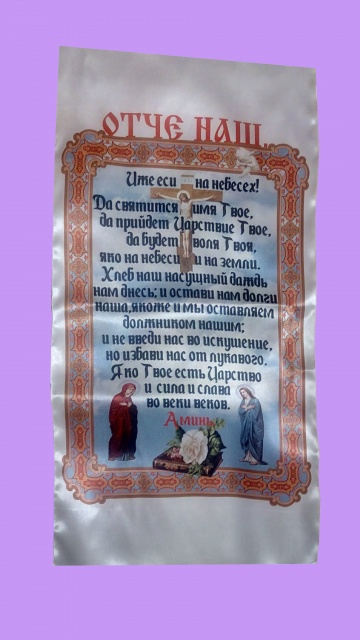 ОТЧЕ НАШ
Иже еси на небесех!
Да святится имя Твое,
да прийдет Царствие Твое,
да будет воля Твоя,
яко на небеси и на земли.
Хлеб наш насущный даждь
нам днесь; и остави нам долги
наша, якоже и мы оставляем
должником нашим;
и не введи нас во искушение,
но избави нас от лукавого.
Яко Твое есть Царство
и сила и слава
во веки веков.
Аминь